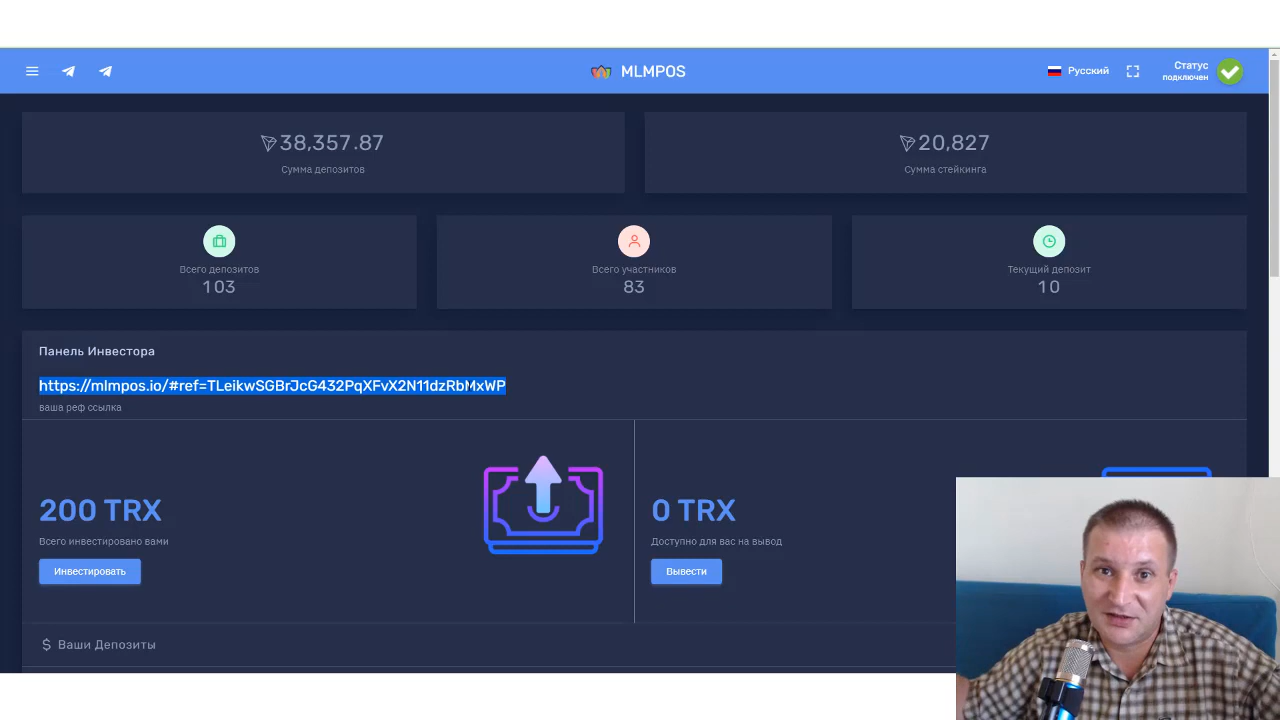 MLMPOS
Русский
Статус
подключен
38,357.87
Сумма депозитов
20,827
Сумма стейкинга
Всего депозитов
103
Всего участников
83
Текущий депозит
10
Панель Инвестора
https://mlmpos.io/#ref=TLeikwSGBrJcG432PqXFvX2N11dzRbMxWP
ваша реф ссылка
200 TRX
Всего инвестировано вами
Инвестировать
0 TRX
Доступно для вас на вывод
Вывести
$ Ваши Депозиты